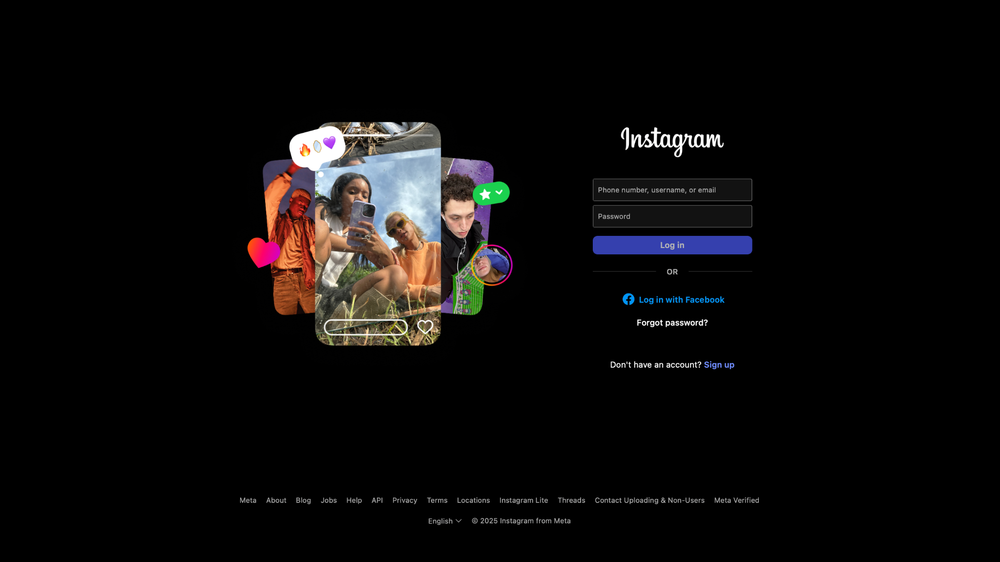 Instagram
Phone number, username, or email
Password
Log in
OR
Log in with Facebook
Forgot password?
Don't have an account? Sign up
Meta About Blog Jobs Help API Privacy Terms Locations Instagram Lite Threads Contact Uploading & Non-Users Meta Verified
English © 2025 Instagram from Meta